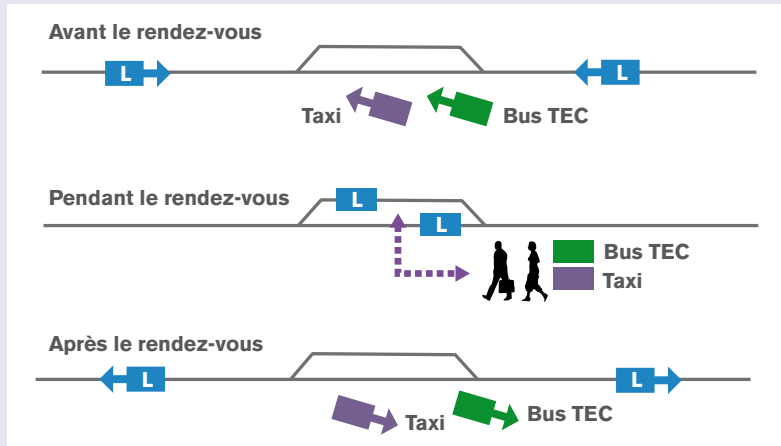 Avant le rendez-vous
L
L
Taxi
Bus TEC
Pendant le rendez-vous
L
L
Bus TEC
Taxi
Après le rendez-vous
L
L
Taxi
Bus TEC